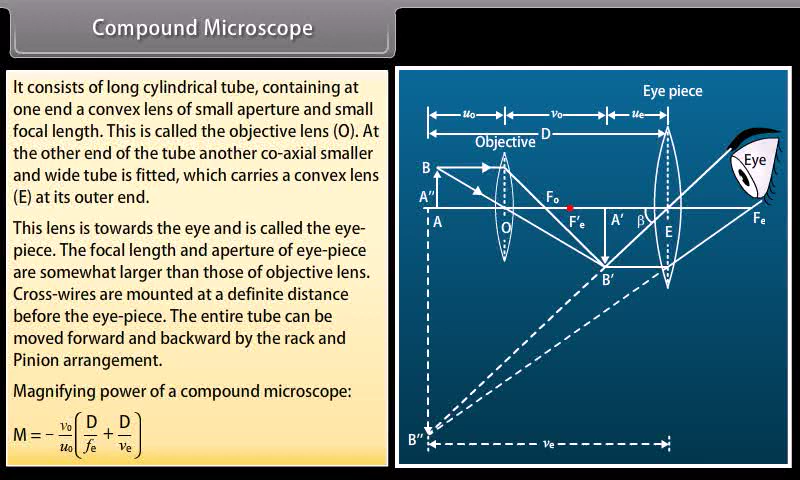 Compound Microscope
It consists of long cylindrical tube, containing at
one end a convex lens of small aperture and small
focal length. This is called the objective lens (O). At
the other end of the tube another co-axial smaller
and wide tube is fitted, which carries a convex lens
(E) at its outer end.
This lens is towards the eye and is called the eye-
piece. The focal length and aperture of eye-piece
are somewhat larger than those of objective lens.
Cross-wires are mounted at a definite distance
before the eye-piece. The entire tube can be
moved forward and backward by the rack and
Pinion arrangement.
Magnifying power of a compound microscope:
M = - v₀/u₀ ( D/fₑ + D/vₑ )
Eye piece
u₀ v₀ uₑ
D
Objective
Eye
B
A'' F₀
A O F'ₑ A' β E Fₑ
B'
B''
vₑ